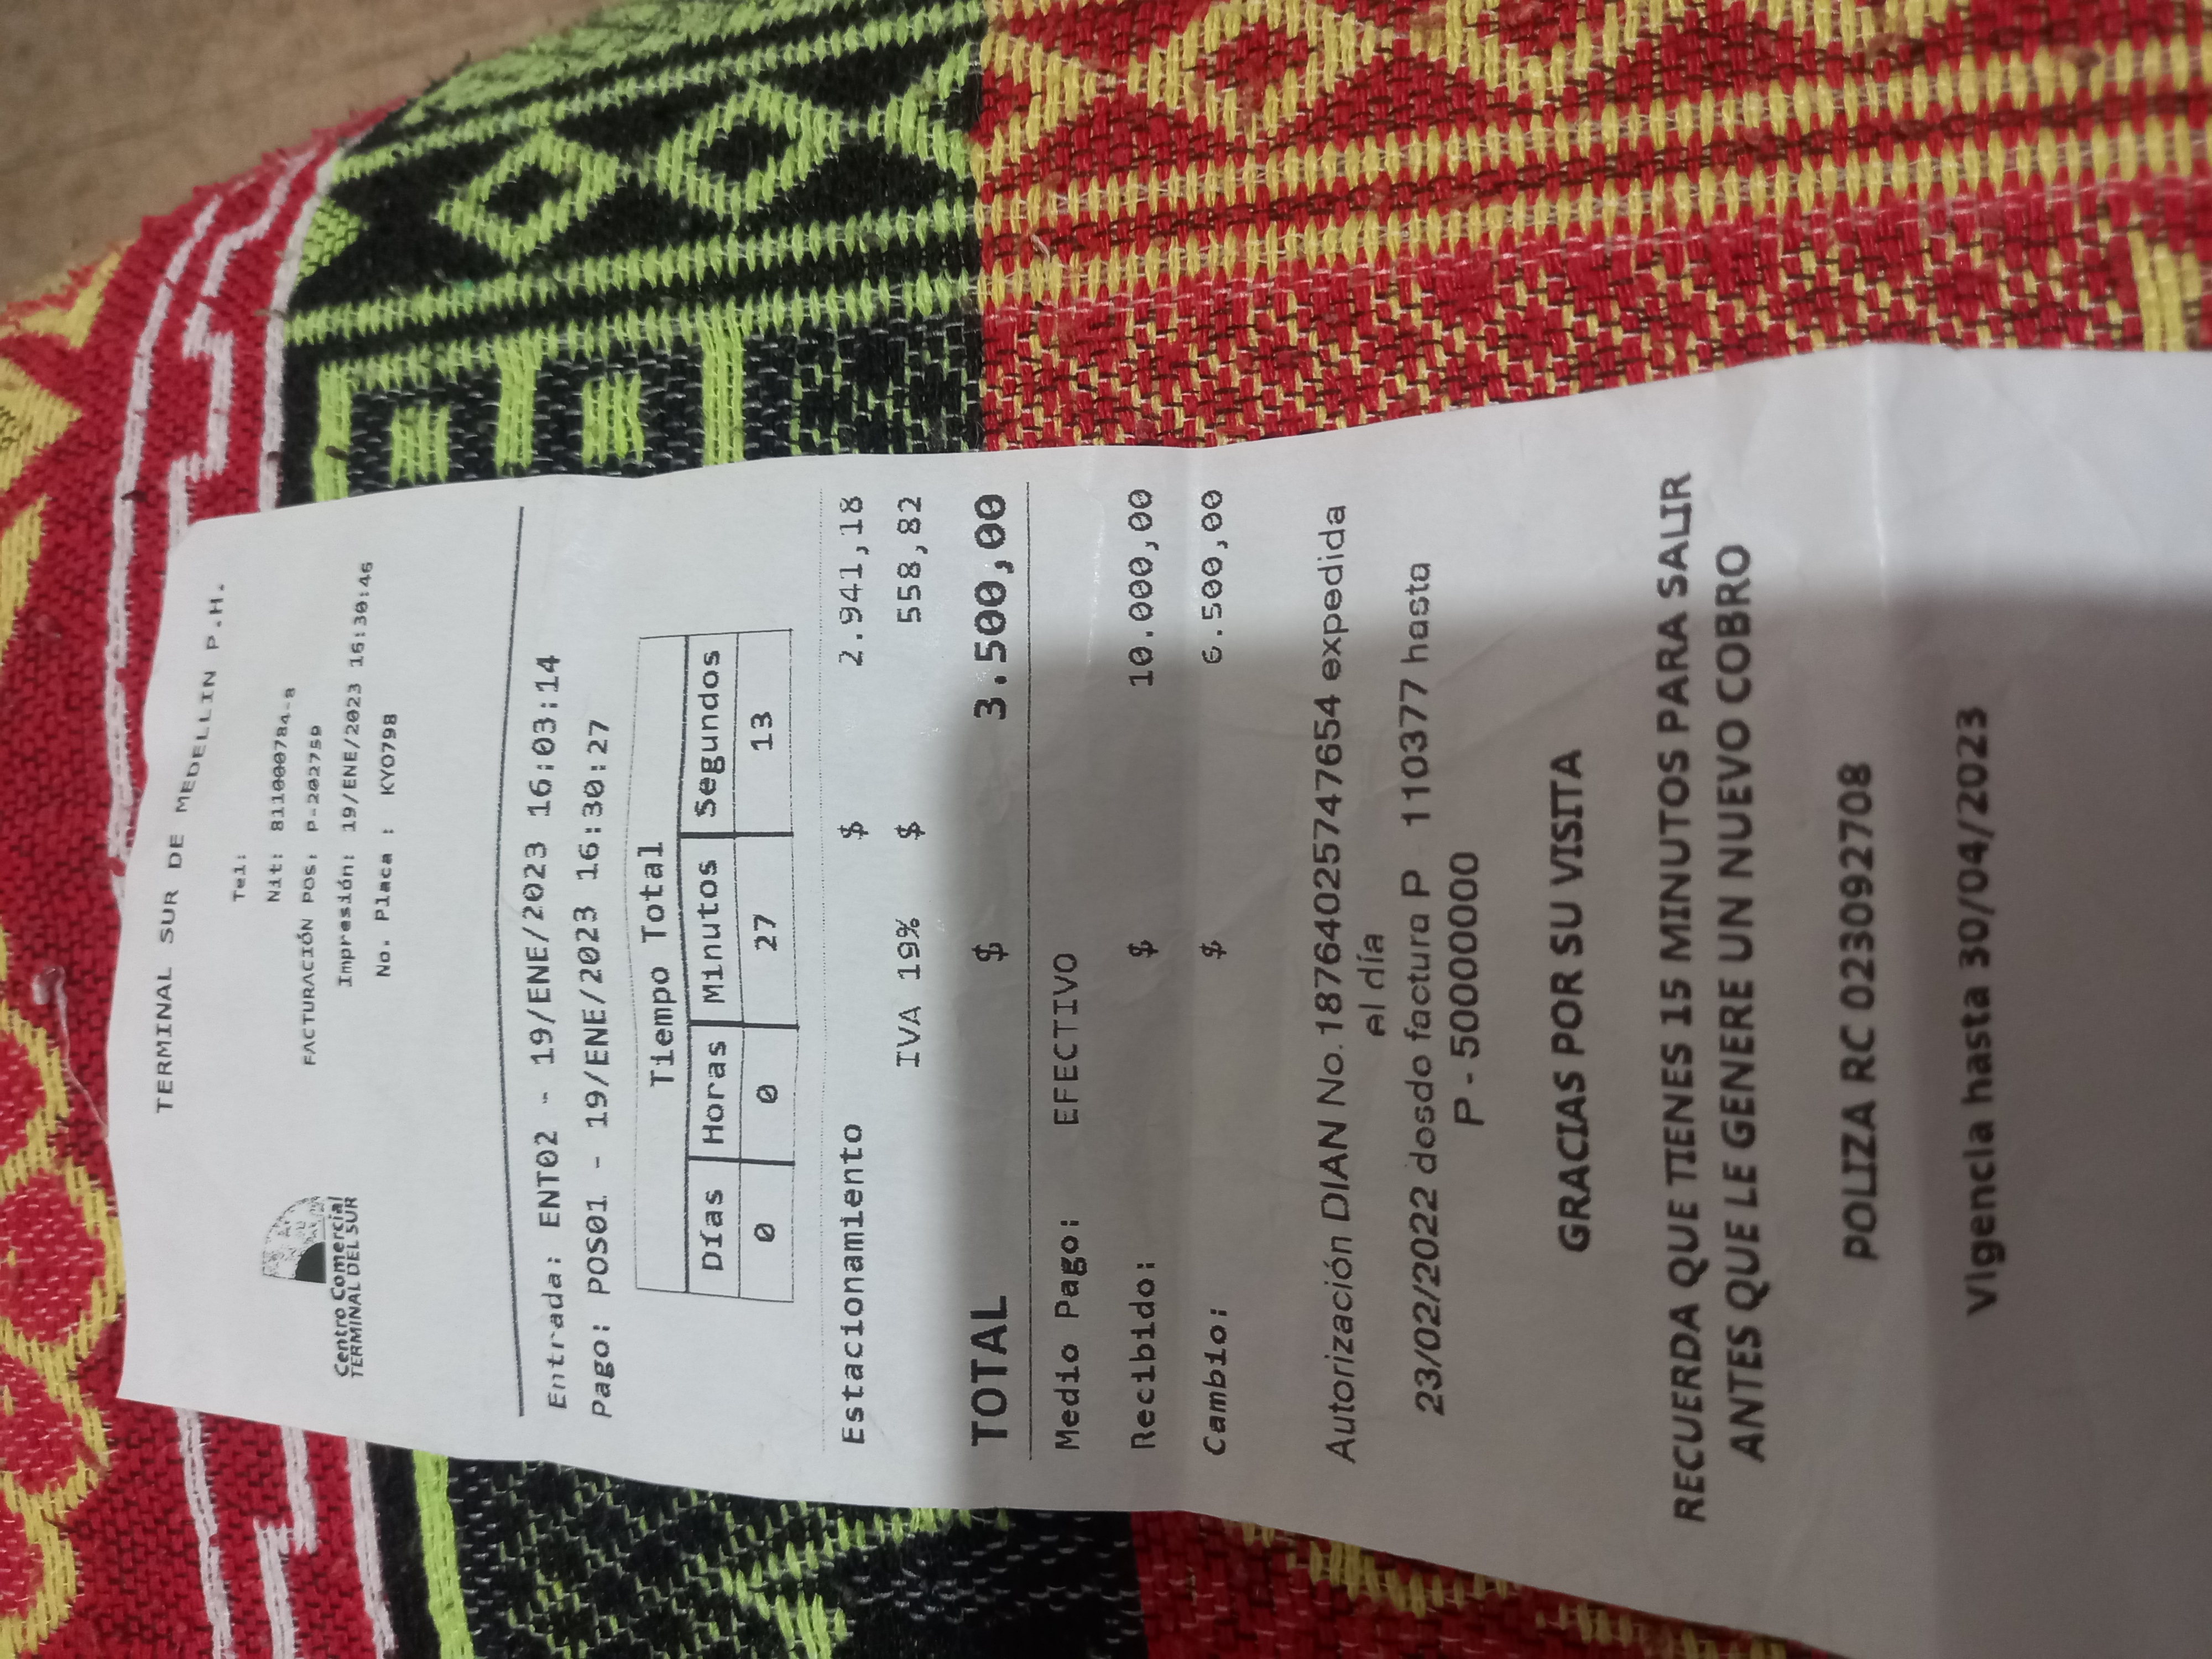 TERMINAL SUR DE MEDELLIN P.H.
Centro Comercial
TERMINAL DEL SUR
Tel:
Nit: 811000784-8
FACTURACIÓN POS: P-202759
Impresión: 19/ENE/2023 16:30:46
No. Placa : KYO798
Entrada: ENT02 - 19/ENE/2023 16:03:14
Pago: POS01 - 19/ENE/2023 16:30:27
Tiempo Total
Días Horas Minutos Segundos
0 0 27 13
Estacionamiento $ 2.941,18
IVA 19% $ 558,82
TOTAL $ 3.500,00
Medio Pago: EFECTIVO
Recibido: $ 10.000,00
Cambio: $ 6.500,00
Autorización DIAN No. 18764025747654 expedida
el día
23/02/2022 desde factura P 110377 hasta
P - 50000000
GRACIAS POR SU VISITA
RECUERDA QUE TIENES 15 MINUTOS PARA SALIR
ANTES QUE LE GENERE UN NUEVO COBRO
POLIZA RC 023092708
Vigencia hasta 30/04/2023